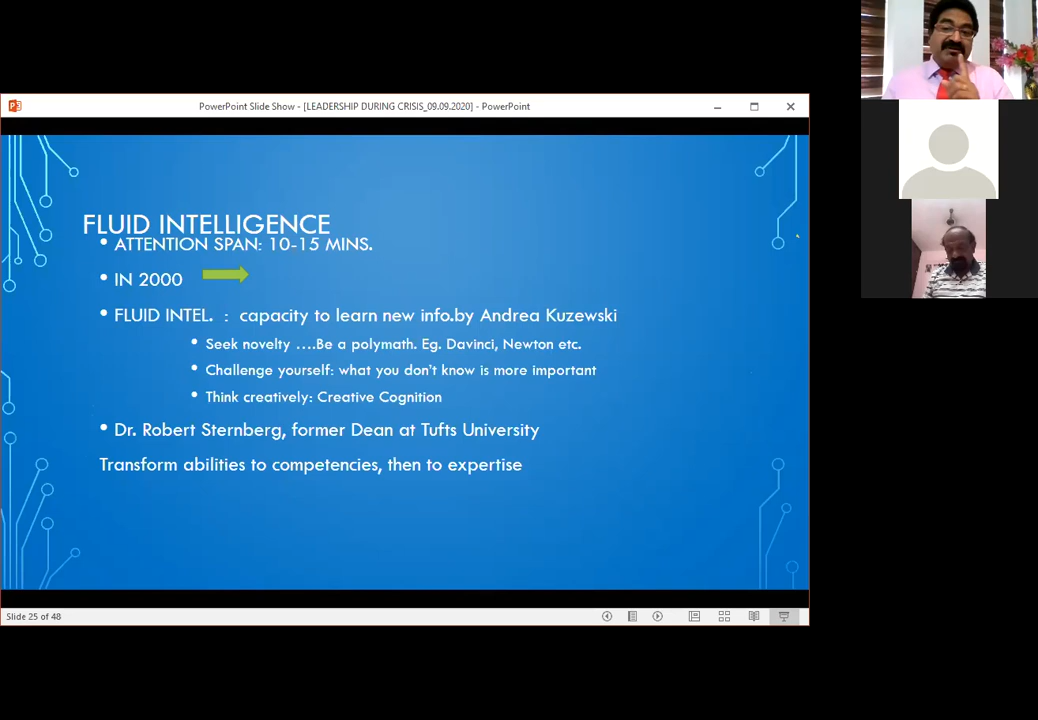 PowerPoint Slide Show - [LEADERSHIP DURING CRISIS_09.09.2020] - PowerPoint
FLUID INTELLIGENCE
• ATTENTION SPAN: 10-15 MINS.
• IN 2000
• FLUID INTEL. : capacity to learn new info.by Andrea Kuzewski
• Seek novelty ….Be a polymath. Eg. Davinci, Newton etc.
• Challenge yourself: what you don't know is more important
• Think creatively: Creative Cognition
• Dr. Robert Sternberg, former Dean at Tufts University
Transform abilities to competencies, then to expertise
Slide 25 of 48